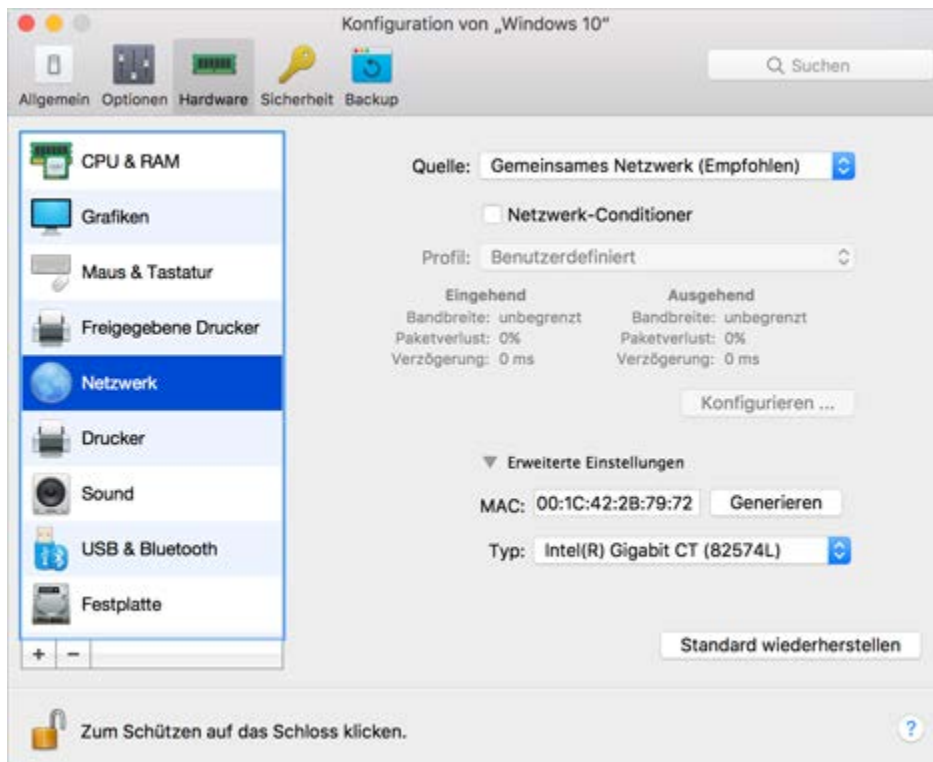 Konfiguration von „Windows 10“
Suchen
Allgemein Optionen Hardware Sicherheit Backup
CPU & RAM
Grafiken
Maus & Tastatur
Freigegebene Drucker
Netzwerk
Drucker
Sound
USB & Bluetooth
Festplatte
+ −
Quelle: Gemeinsames Netzwerk (Empfohlen)
Netzwerk-Conditioner
Profil: Benutzerdefiniert
Eingehend Ausgehend
Bandbreite: unbegrenzt Bandbreite: unbegrenzt
Paketverlust: 0% Paketverlust: 0%
Verzögerung: 0 ms Verzögerung: 0 ms
Konfigurieren ...
Erweiterte Einstellungen
MAC: 00:1C:42:2B:79:72 Generieren
Typ: Intel(R) Gigabit CT (82574L)
Standard wiederherstellen
Zum Schützen auf das Schloss klicken.
?